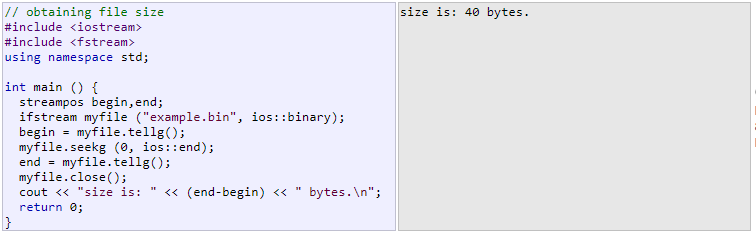 // obtaining file size
#include <iostream>
#include <fstream>
using namespace std;

int main () {
  streampos begin,end;
  ifstream myfile ("example.bin", ios::binary);
  begin = myfile.tellg();
  myfile.seekg (0, ios::end);
  end = myfile.tellg();
  myfile.close();
  cout << "size is: " << (end-begin) << " bytes.\n";
  return 0;
}
size is: 40 bytes.